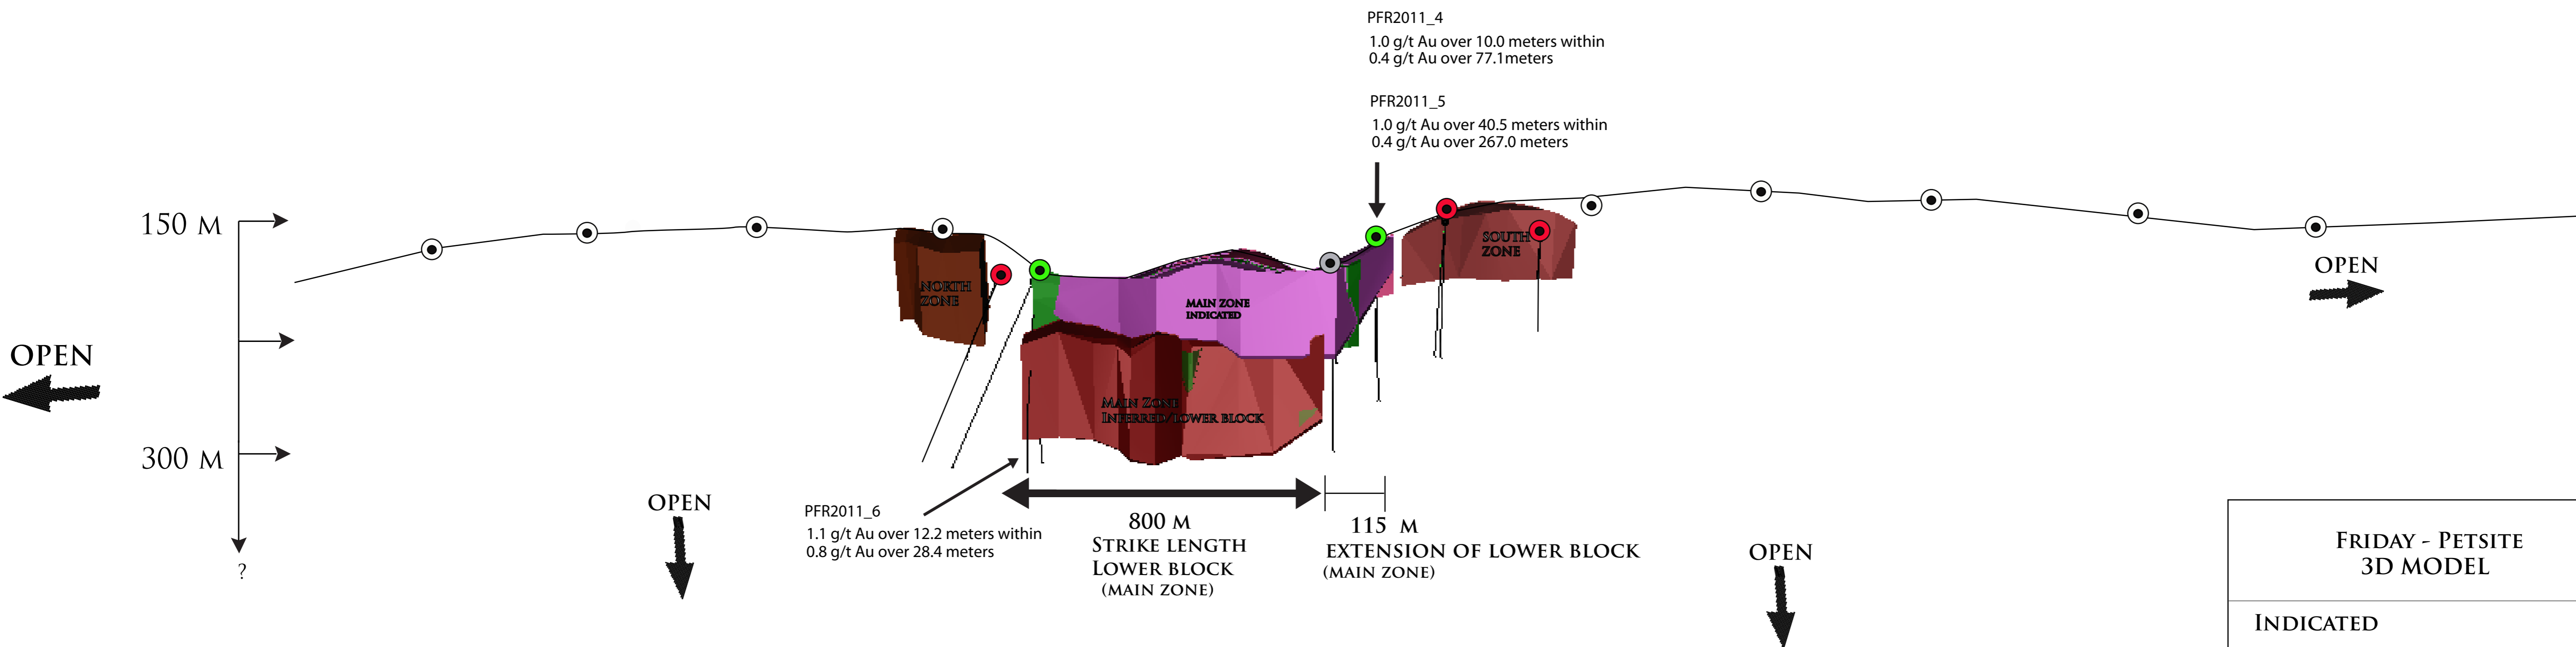 PFR2011_4
1.0 g/t Au over 10.0 meters within
0.4 g/t Au over 77.1meters
PFR2011_5
1.0 g/t Au over 40.5 meters within
0.4 g/t Au over 267.0 meters
150 M
300 M
?
OPEN
OPEN
NORTH
ZONE
MAIN ZONE
INDICATED
SOUTH
ZONE
MAIN ZONE
INFERRED/LOWER BLOCK
OPEN
PFR2011_6
1.1 g/t Au over 12.2 meters within
0.8 g/t Au over 28.4 meters
800 M
STRIKE LENGTH
LOWER BLOCK
(MAIN ZONE)
115 M
EXTENSION OF LOWER BLOCK
(MAIN ZONE)
OPEN
FRIDAY - PETSITE
3D MODEL
INDICATED